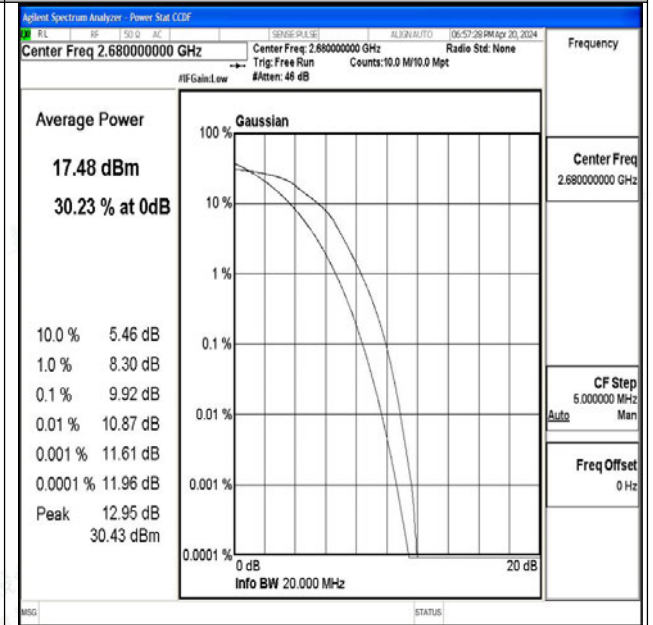 Agilent Spectrum Analyzer - Power Stat CCDF
RL RF 50 Ω AC SENSE:PULSE ALIGN AUTO 06:57:28 PM Apr 20, 2024
Center Freq 2.680000000 GHz
Center Freq: 2.680000000 GHz Radio Std: None
Trig: Free Run Counts:10.0 M/10.0 Mpt
#IFGain:Low #Atten: 46 dB
Frequency
Average Power
17.48 dBm
30.23 % at 0dB
10.0 % 5.46 dB
1.0 % 8.30 dB
0.1 % 9.92 dB
0.01 % 10.87 dB
0.001 % 11.61 dB
0.0001 % 11.96 dB
Peak 12.95 dB
30.43 dBm
Gaussian
100 %
10 %
1 %
0.1 %
0.01 %
0.001 %
0.0001 %
0 dB 20 dB
Info BW 20.000 MHz
Center Freq
2.680000000 GHz
CF Step
5.000000 MHz
Auto Man
Freq Offset
0 Hz
MSG STATUS